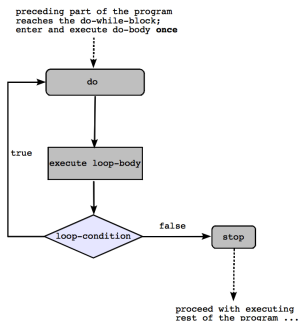 preceding part of the program
reaches the do-while-block;
enter and execute do-body once
do
true
execute loop-body
loop-condition
false
stop
proceed with executing
rest of the program ...